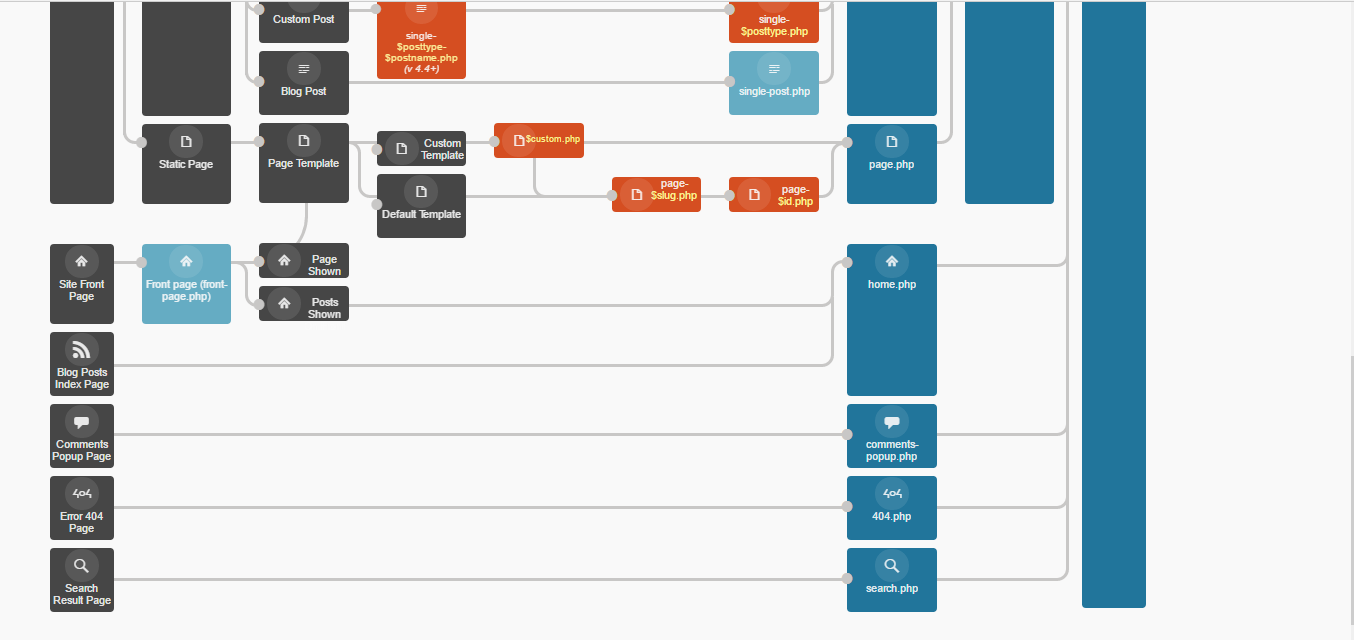 Custom Post
single-
$posttype-
$postname.php
(v 4.4+)
single-
$posttype.php
Blog Post
single-post.php
Static Page
Page Template
Custom
Template
$custom.php
page.php
Default Template
page-
$slug.php
page-
$id.php
Site Front
Page
Front page (front-
page.php)
Page
Shown
Posts
Shown
home.php
Blog Posts
Index Page
Comments
Popup Page
comments-
popup.php
404
Error 404
Page
404
404.php
Search
Result Page
search.php